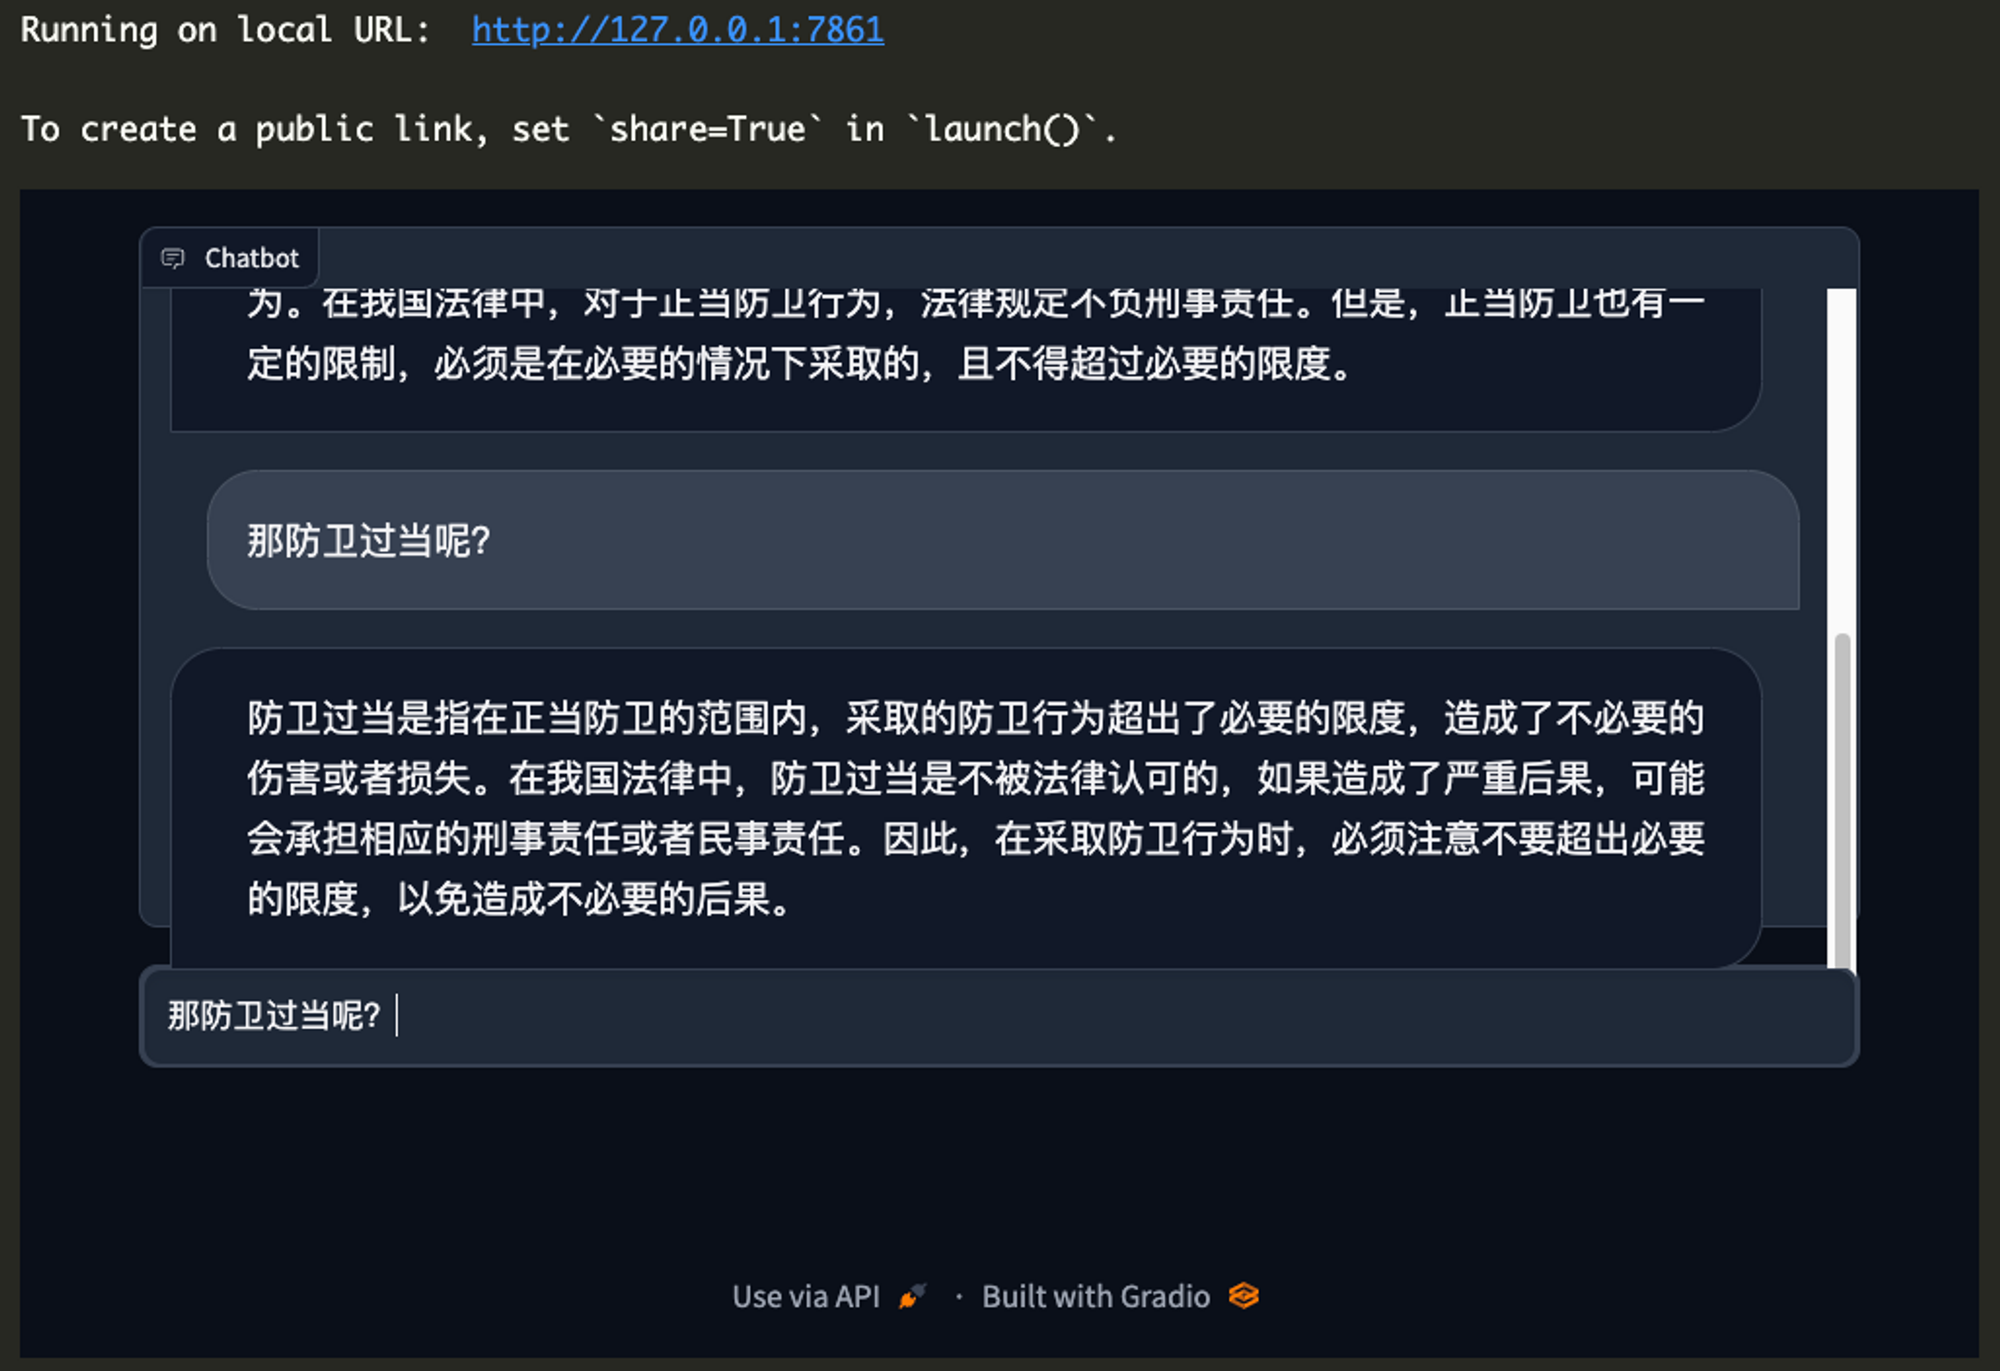 Running on local URL:  http://127.0.0.1:7861
To create a public link, set `share=True` in `launch()`.
Chatbot
为。在我国法律中，对于正当防卫行为，法律规定不负刑事责任。但是，正当防卫也有一
定的限制，必须是在必要的情况下采取的，且不得超过必要的限度。
那防卫过当呢？
防卫过当是指在正当防卫的范围内，采取的防卫行为超出了必要的限度，造成了不必要的
伤害或者损失。在我国法律中，防卫过当是不被法律认可的，如果造成了严重后果，可能
会承担相应的刑事责任或者民事责任。因此，在采取防卫行为时，必须注意不要超出必要
的限度，以免造成不必要的后果。
那防卫过当呢？
Use via API · Built with Gradio